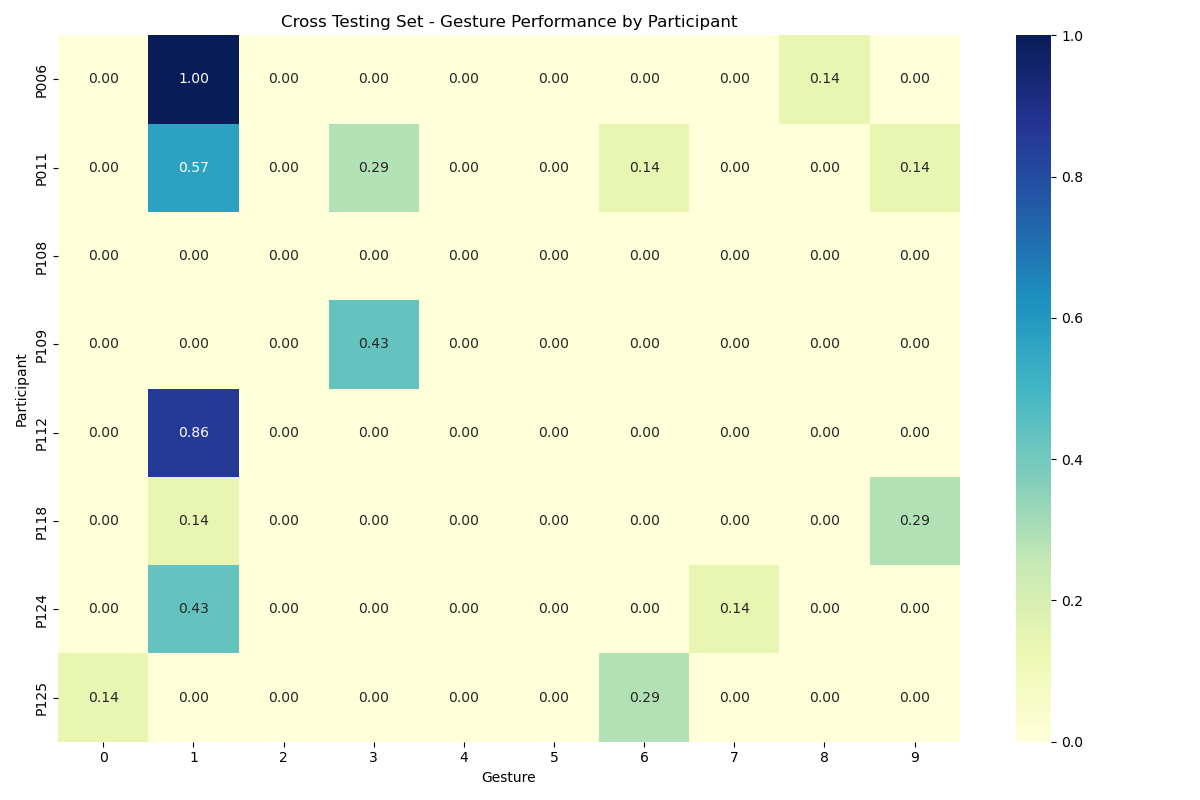 Cross Testing Set - Gesture Performance by Participant
P006 0.00 1.00 0.00 0.00 0.00 0.00 0.00 0.00 0.14 0.00
P011 0.00 0.57 0.00 0.29 0.00 0.00 0.14 0.00 0.00 0.14
P108 0.00 0.00 0.00 0.00 0.00 0.00 0.00 0.00 0.00 0.00
P109 0.00 0.00 0.00 0.43 0.00 0.00 0.00 0.00 0.00 0.00
P112 0.00 0.86 0.00 0.00 0.00 0.00 0.00 0.00 0.00 0.00
P118 0.00 0.14 0.00 0.00 0.00 0.00 0.00 0.00 0.00 0.29
P124 0.00 0.43 0.00 0.00 0.00 0.00 0.00 0.14 0.00 0.00
P125 0.14 0.00 0.00 0.00 0.00 0.00 0.29 0.00 0.00 0.00
0 1 2 3 4 5 6 7 8 9
Gesture
Participant
1.0
0.8
0.6
0.4
0.2
0.0